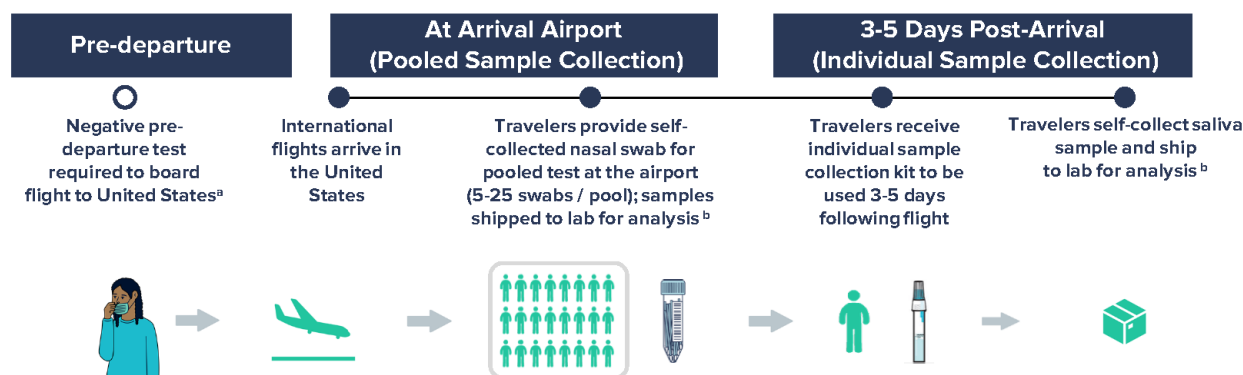 Pre-departure
At Arrival Airport
(Pooled Sample Collection)
3-5 Days Post-Arrival
(Individual Sample Collection)
Negative pre-
departure test
required to board
flight to United Statesᵃ
International
flights arrive in
the United
States
Travelers provide self-
collected nasal swab for
pooled test at the airport
(5-25 swabs / pool); samples
shipped to lab for analysis ᵇ
Travelers receive
individual sample
collection kit to be
used 3-5 days
following flight
Travelers self-collect saliva
sample and ship
to lab for analysis ᵇ